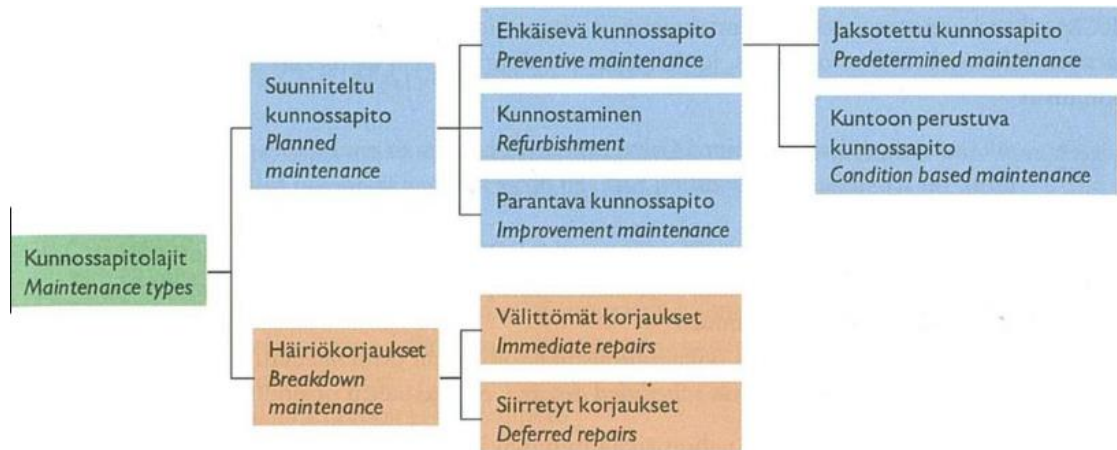 Kunnossapitolajit
Maintenance types
Suunniteltu
kunnossapito
Planned
maintenance
Ehkäisevä kunnossapito
Preventive maintenance
Jaksotettu kunnossapito
Predetermined maintenance
Kuntoon perustuva
kunnossapito
Condition based maintenance
Kunnostaminen
Refurbishment
Parantava kunnossapito
Improvement maintenance
Häiriökorjaukset
Breakdown
maintenance
Välittömät korjaukset
Immediate repairs
Siirretyt korjaukset
Deferred repairs